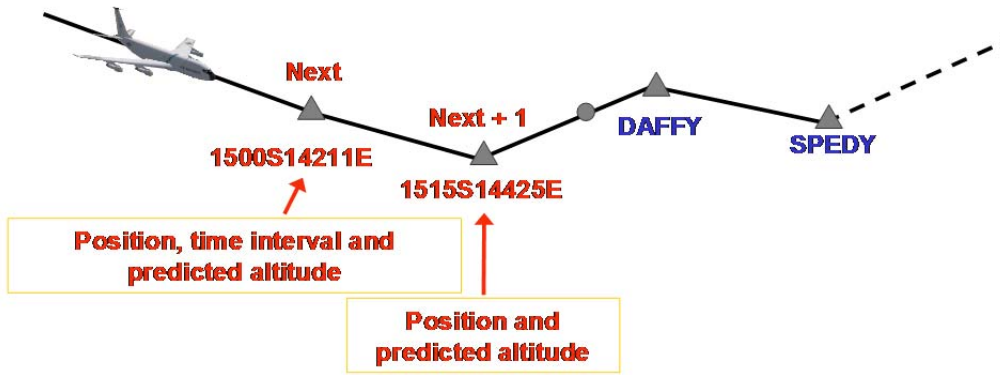 Next
Next + 1
DAFFY
SPEDY
1500S14211E
1515S14425E
Position, time interval and
predicted altitude
Position and
predicted altitude